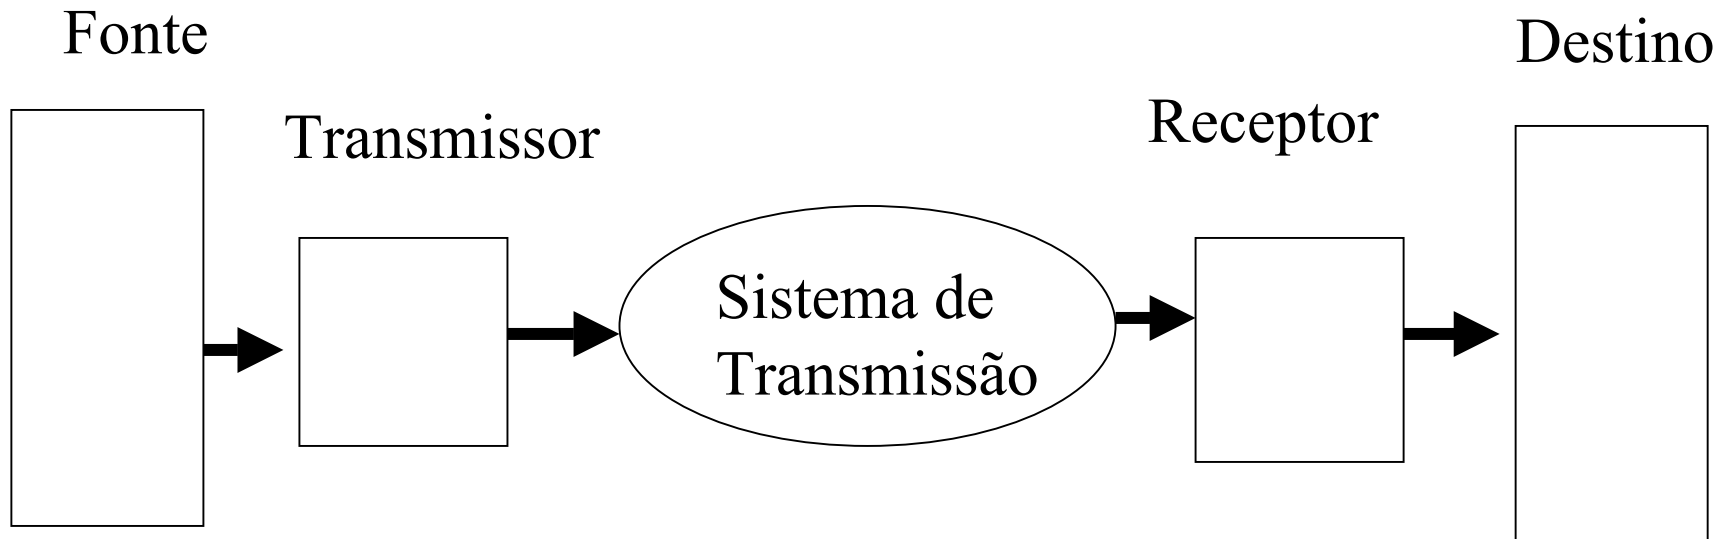 Fonte
Destino
Transmissor
Receptor
Sistema de
Transmissão